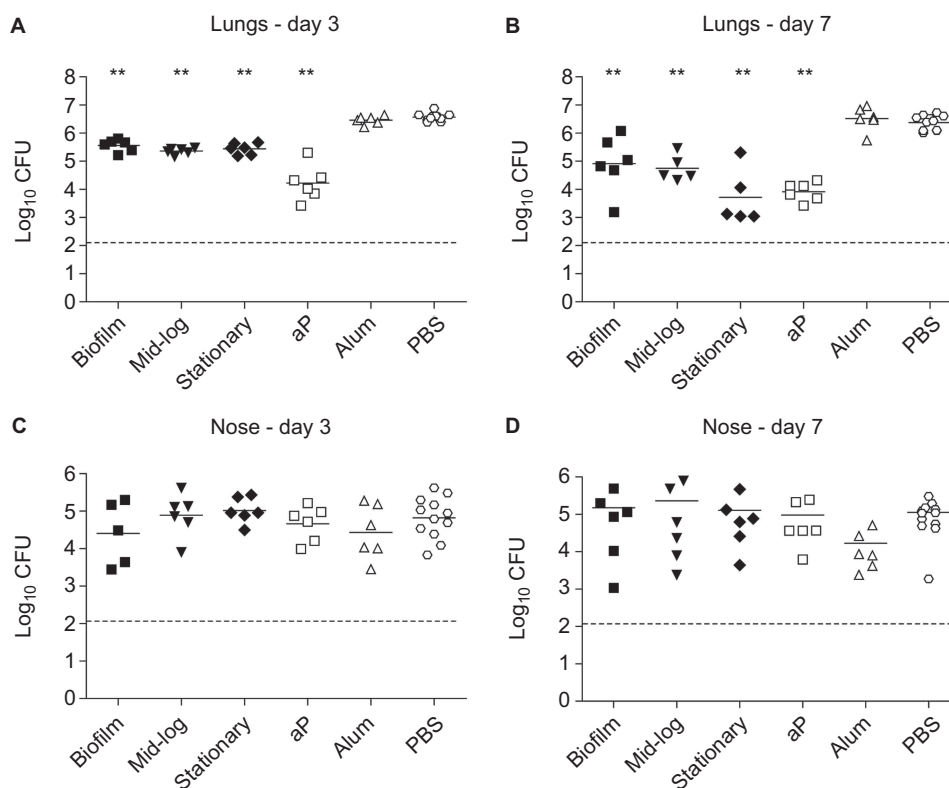 A
Lungs - day 3
** ** ** **
Log10 CFU
8
7
6
5
4
3
2
1
0
Biofilm
Mid-log
Stationary
aP
Alum
PBS
B
Lungs - day 7
** ** ** **
Log10 CFU
8
7
6
5
4
3
2
1
0
Biofilm
Mid-log
Stationary
aP
Alum
PBS
C
Nose - day 3
Log10 CFU
6
5
4
3
2
1
0
Biofilm
Mid-log
Stationary
aP
Alum
PBS
D
Nose - day 7
Log10 CFU
6
5
4
3
2
1
0
Biofilm
Mid-log
Stationary
aP
Alum
PBS